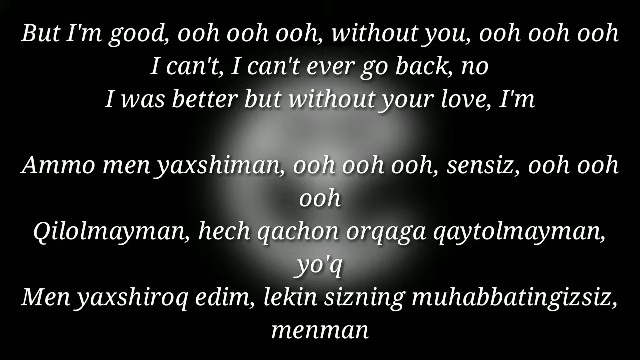 But I'm good, ooh ooh ooh, without you, ooh ooh ooh
I can't, I can't ever go back, no
I was better but without your love, I'm
Ammo men yaxshiman, ooh ooh ooh, sensiz, ooh ooh
ooh
Qilolmayman, hech qachon orqaga qaytolmayman,
yo'q
Men yaxshiroq edim, lekin sizning muhabbatingizsiz,
menman